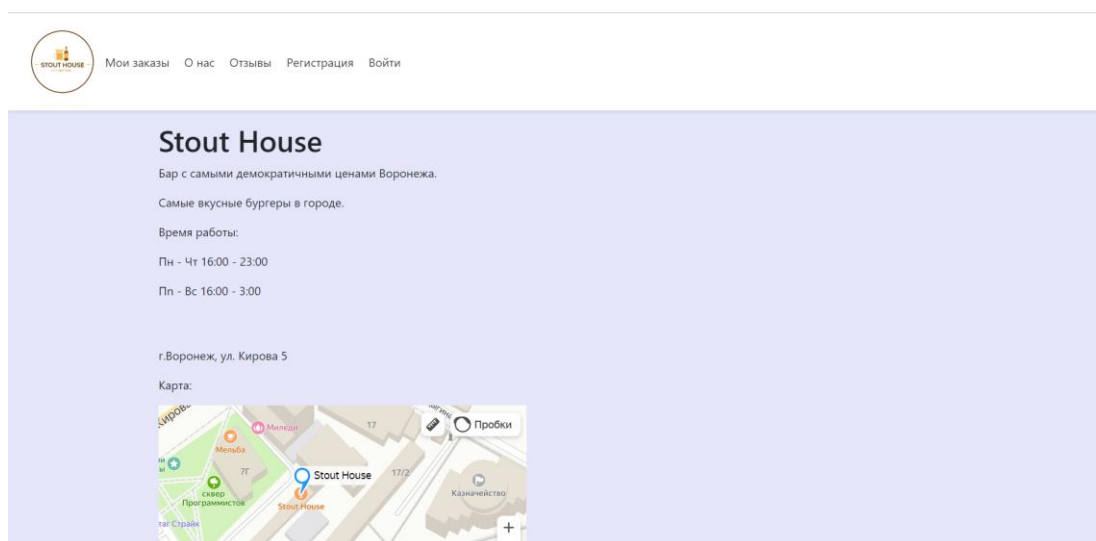 STOUT HOUSE
Мои заказы О нас Отзывы Регистрация Войти
Stout House
Бар с самыми демократичными ценами Воронежа.
Самые вкусные бургеры в городе.
Время работы:
Пн - Чт 16:00 - 23:00
Пп - Вс 16:00 - 3:00
г.Воронеж, ул. Кирова 5
Карта:
Миледи
17
Пробки
Мельба
7Г
Stout House
17/2
сквер
Программистов
Stout House
Казначейство
Страйк
+